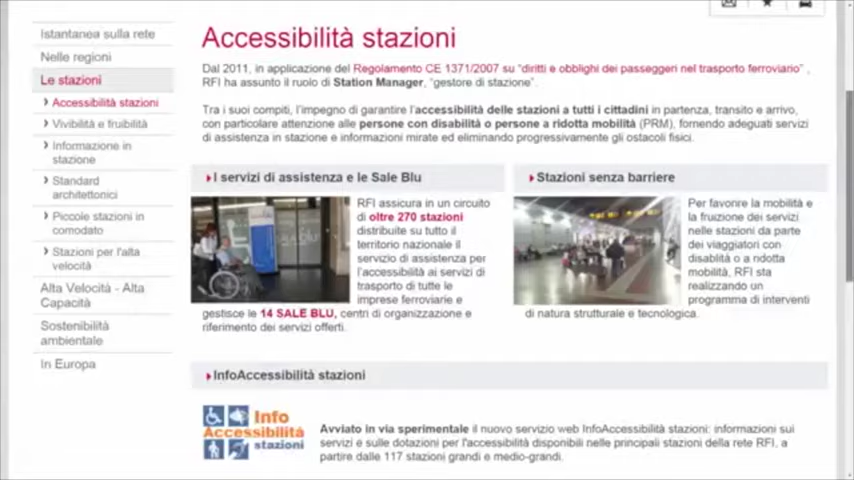 Istantanea sulla rete
Nelle regioni
Le stazioni
Accessibilità stazioni
Vivibilità e fruibilità
Informazione in
stazione
Standard
architettonici
Piccole stazioni in
comodato
Stazioni per l'alta
velocità
Alta Velocità - Alta
Capacità
Sostenibilità
ambientale
In Europa
Accessibilità stazioni
Dal 2011, in applicazione del Regolamento CE 1371/2007 su “diritti e obblighi dei passeggeri nel trasporto ferroviario” ,
RFI ha assunto il ruolo di Station Manager, “gestore di stazione”.
Tra i suoi compiti, l'impegno di garantire l'accessibilità delle stazioni a tutti i cittadini in partenza, transito e arrivo,
con particolare attenzione alle persone con disabilità o persone a ridotta mobilità (PRM), fornendo adeguati servizi
di assistenza in stazione e informazioni mirate ed eliminando progressivamente gli ostacoli fisici.
I servizi di assistenza e le Sale Blu
RFI assicura in un circuito
di oltre 270 stazioni
distribuite su tutto il
territorio nazionale il
servizio di assistenza per
l'accessibilità ai servizi di
trasporto di tutte le
imprese ferroviarie e
gestisce le 14 SALE BLU, centri di organizzazione e
riferimento dei servizi offerti.
Stazioni senza barriere
Per favorire la mobilità e
la fruizione dei servizi
nelle stazioni da parte
dei viaggiatori con
disabilità o a ridotta
mobilità, RFI sta
realizzando un
programma di interventi
di natura strutturale e tecnologica.
InfoAccessibilità stazioni
Info
Accessibilità
stazioni
Avviato in via sperimentale il nuovo servizio web InfoAccessibilità stazioni: informazioni sui
servizi e sulle dotazioni per l'accessibilità disponibili nelle principali stazioni della rete RFI, a
partire dalle 117 stazioni grandi e medio-grandi.